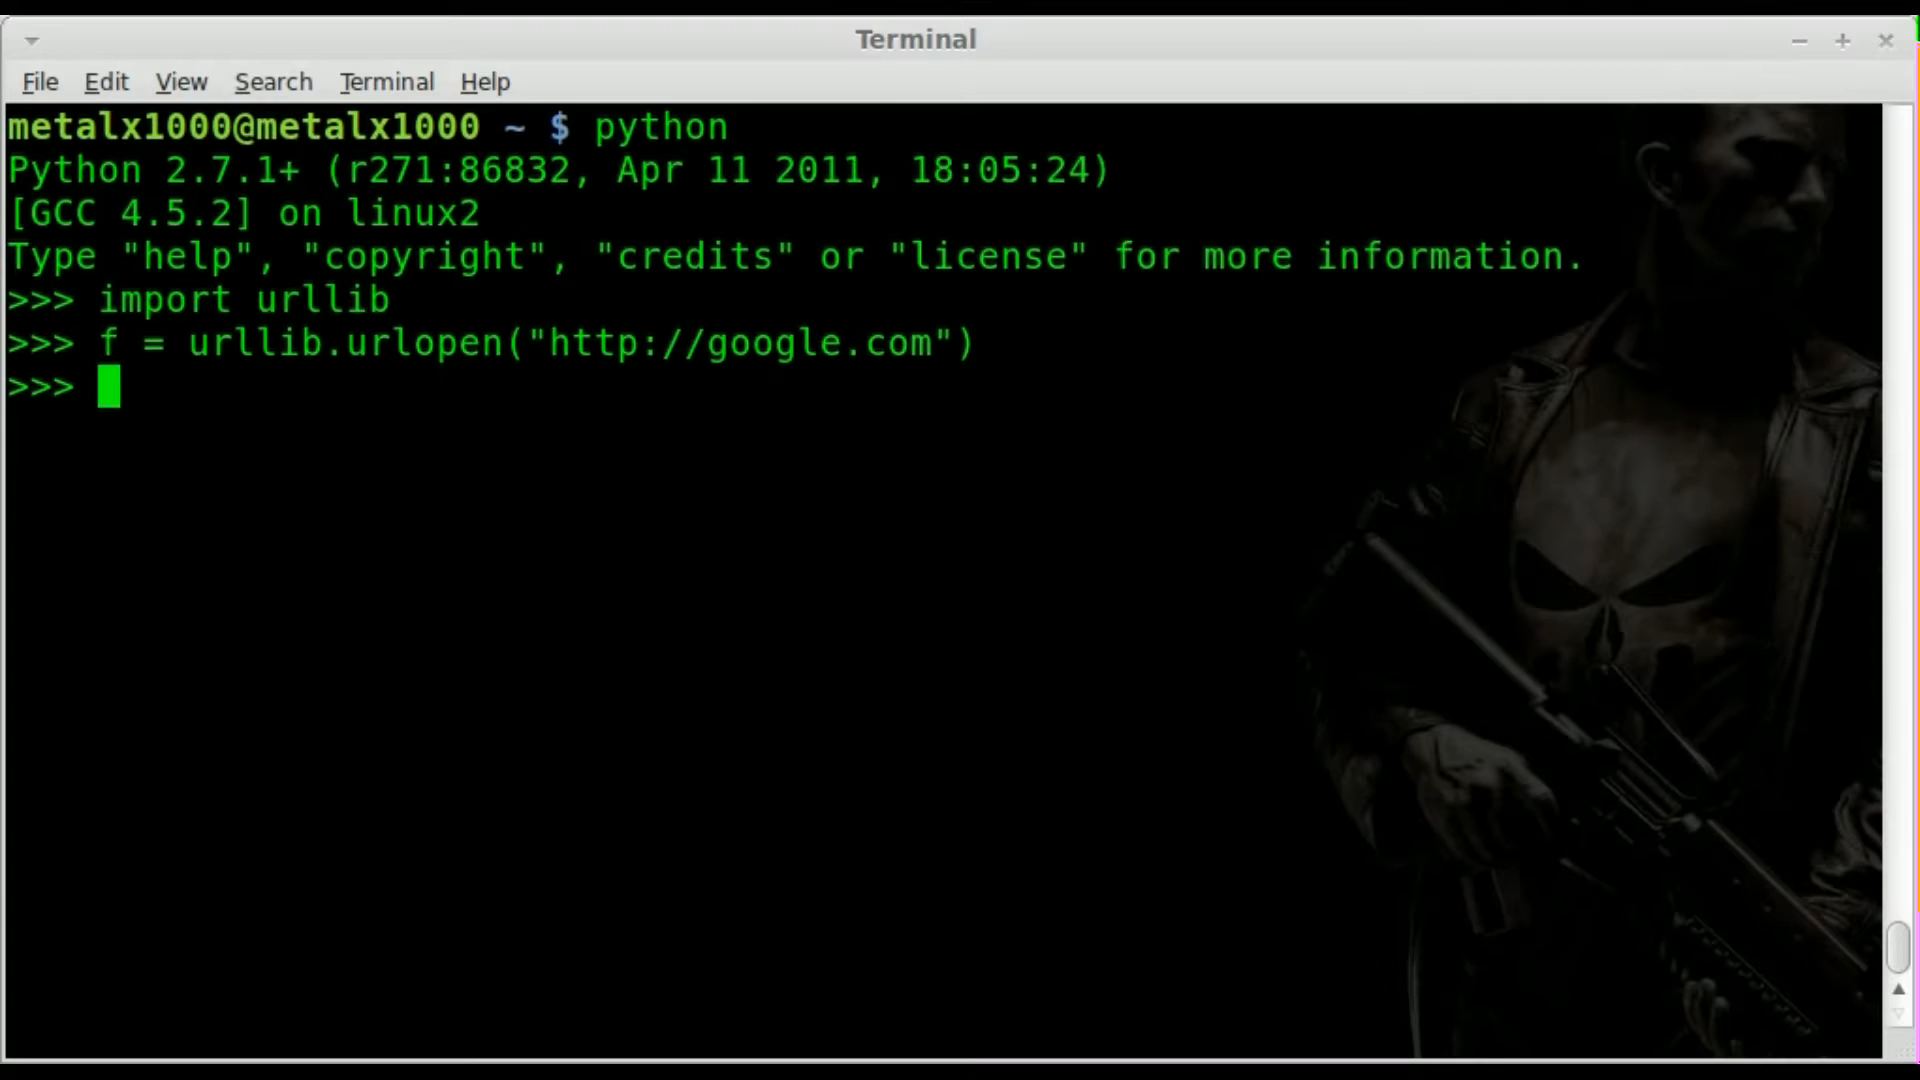 Terminal
File Edit View Search Terminal Help
metalx1000@metalx1000 ~ $ python
Python 2.7.1+ (r271:86832, Apr 11 2011, 18:05:24)
[GCC 4.5.2] on linux2
Type "help", "copyright", "credits" or "license" for more information.
>>> import urllib
>>> f = urllib.urlopen("http://google.com")
>>>